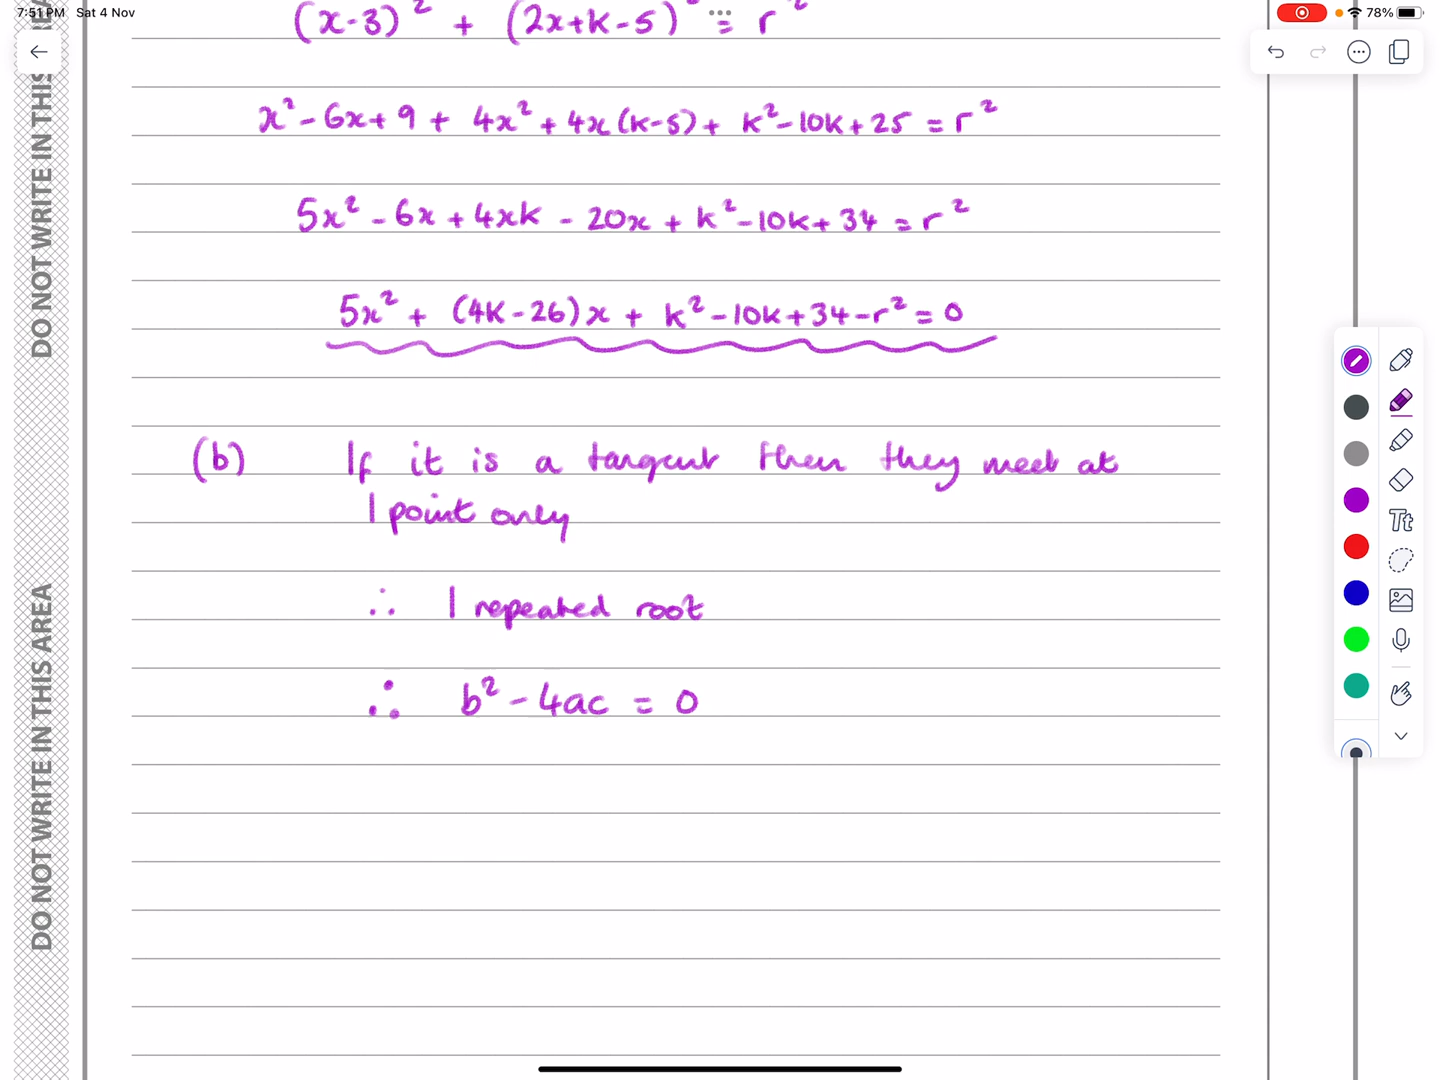 7:51 PM Sat 4 Nov
78%
(x-3)² + (2x+k-5)² = r²
x² - 6x + 9 + 4x² + 4x(k-5) + k² - 10k + 25 = r²
5x² - 6x + 4xk - 20x + k² - 10k + 34 = r²
5x² + (4k-26)x + k² - 10k + 34 - r² = 0
(b) If it is a tangent then they meet at
1 point only
∴ 1 repeated root
∴ b² - 4ac = 0
DO NOT WRITE IN THIS AREA
DO NOT WRITE IN THIS AREA
Tt